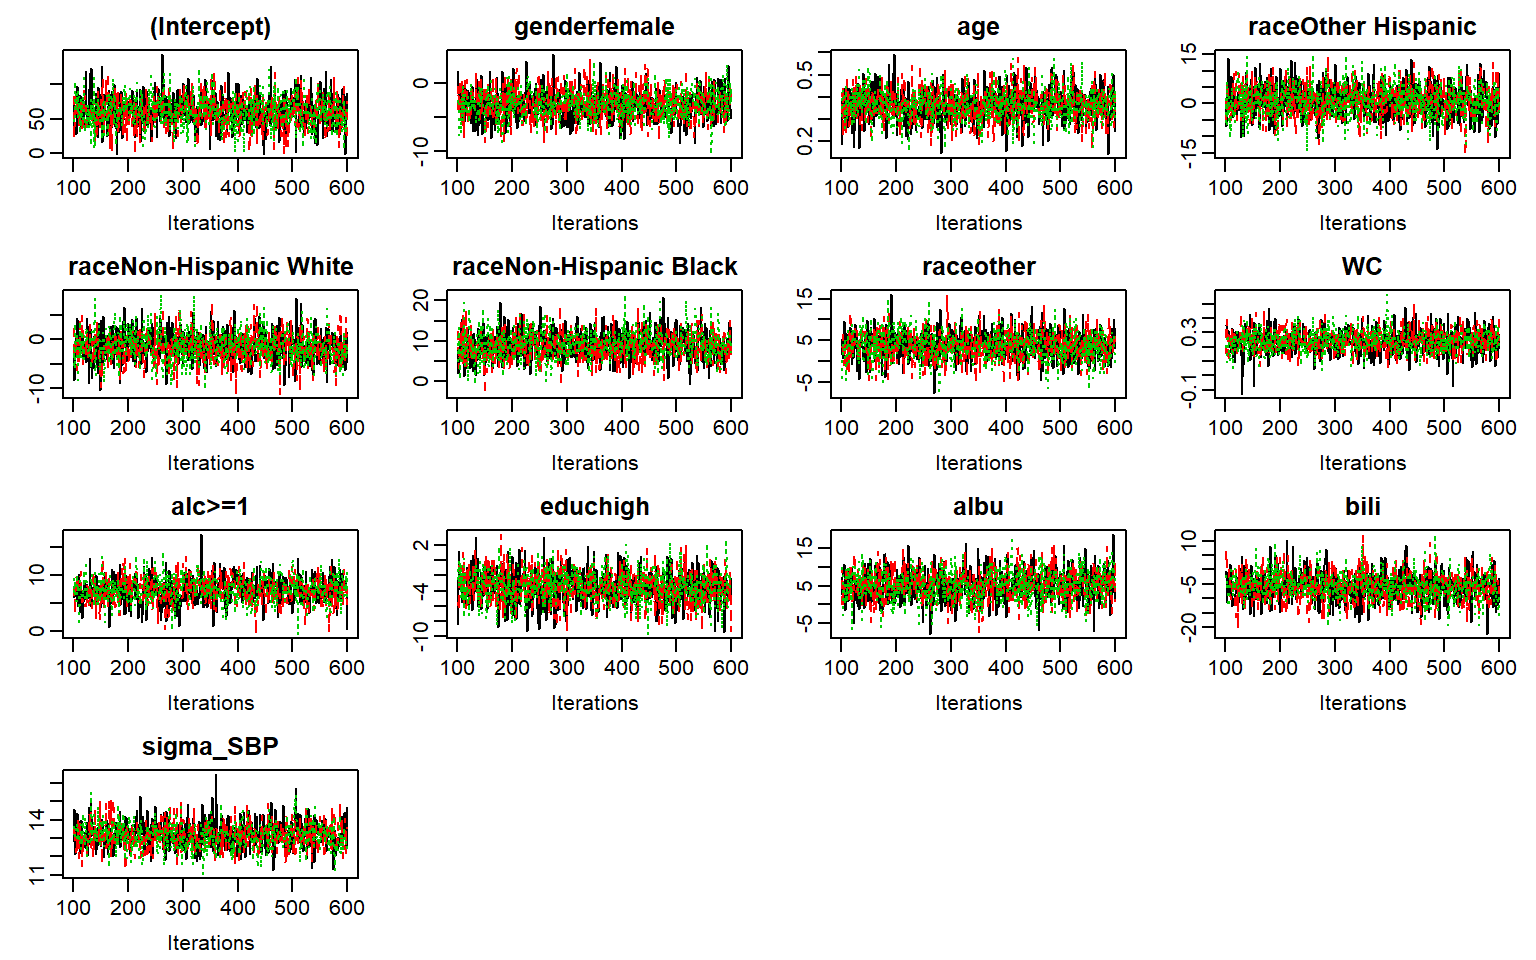 (Intercept) genderfemale age raceOther Hispanic
0 50
-10 0
0.2 0.5
-15 0 15
100 200 300 400 500 600 100 200 300 400 500 600 100 200 300 400 500 600 100 200 300 400 500 600
Iterations Iterations Iterations Iterations
raceNon-Hispanic White raceNon-Hispanic Black raceother WC
-10 0
0 10 20
-5 5 15
-0.1 0.3
100 200 300 400 500 600 100 200 300 400 500 600 100 200 300 400 500 600 100 200 300 400 500 600
Iterations Iterations Iterations Iterations
alc>=1 educhigh albu bili
0 10
-10 -4 2
-5 5 15
-20 -5 10
100 200 300 400 500 600 100 200 300 400 500 600 100 200 300 400 500 600 100 200 300 400 500 600
Iterations Iterations Iterations Iterations
sigma_SBP
11 14
100 200 300 400 500 600
Iterations